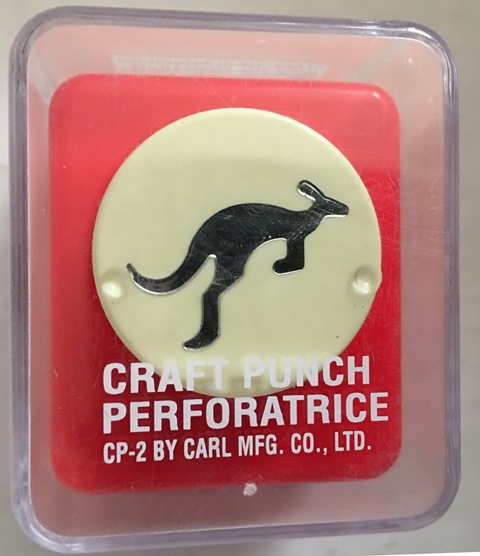 CRAFT PUNCH
PERFORATRICE
CP-2 BY CARL MFG. CO., LTD.